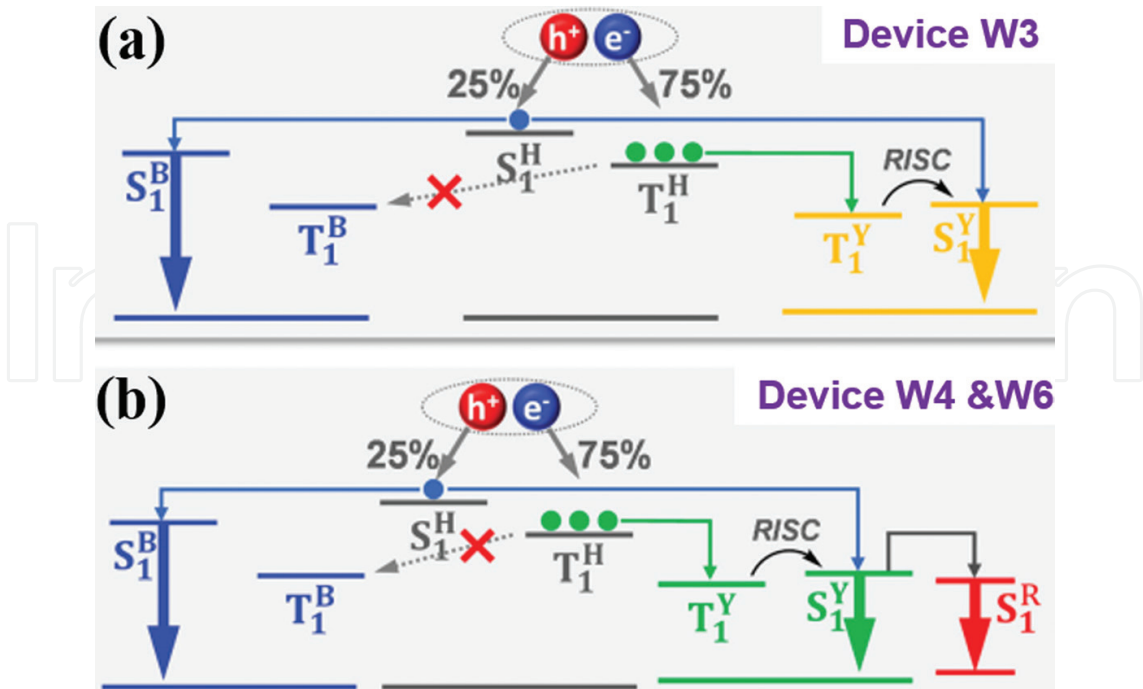 (a)
h+ e-
Device W3
25% 75%
S₁ᴴ
T₁ᴴ
RISC
S₁ᴮ
T₁ᴮ
T₁ʸ
S₁ʸ
(b)
h+ e-
Device W4 &W6
25% 75%
S₁ᴴ
T₁ᴴ
RISC
S₁ᴮ
T₁ᴮ
T₁ʸ
S₁ʸ
S₁ᴿ